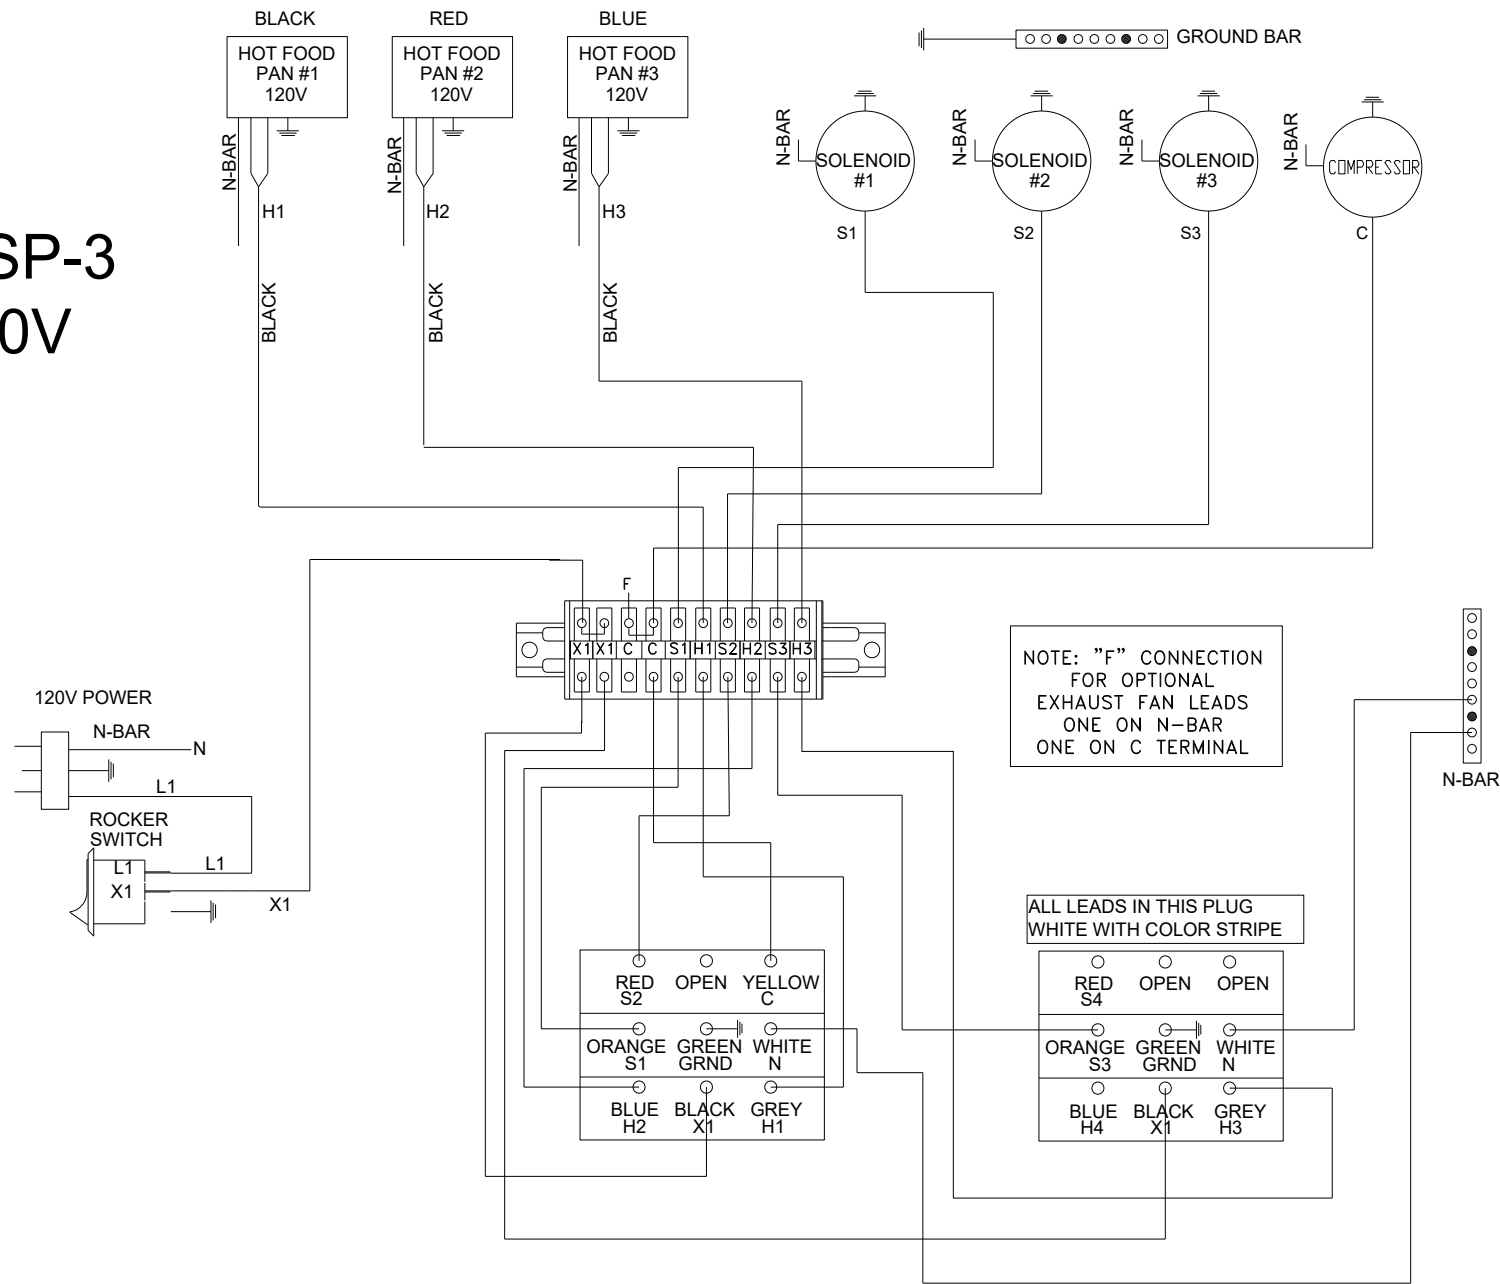 BLACK
RED
BLUE
HOT FOOD
PAN #1
120V
HOT FOOD
PAN #2
120V
HOT FOOD
PAN #3
120V
GROUND BAR
N-BAR
N-BAR
N-BAR
N-BAR
N-BAR
N-BAR
N-BAR
SOLENOID
#1
SOLENOID
#2
SOLENOID
#3
COMPRESSOR
H1
H2
H3
S1
S2
S3
C
SP-3
0V
BLACK
BLACK
BLACK
F
X1 X1 C C S1 H1 S2 H2 S3 H3
NOTE: "F" CONNECTION
FOR OPTIONAL
EXHAUST FAN LEADS
ONE ON N-BAR
ONE ON C TERMINAL
N-BAR
120V POWER
N-BAR
N
L1
ROCKER
SWITCH
L1
L1
X1
X1
ALL LEADS IN THIS PLUG
WHITE WITH COLOR STRIPE
RED OPEN YELLOW
S2 C
ORANGE GREEN WHITE
S1 GRND N
BLUE BLACK GREY
H2 X1 H1
RED OPEN OPEN
S4
ORANGE GREEN WHITE
S3 GRND N
BLUE BLACK GREY
H4 X1 H3